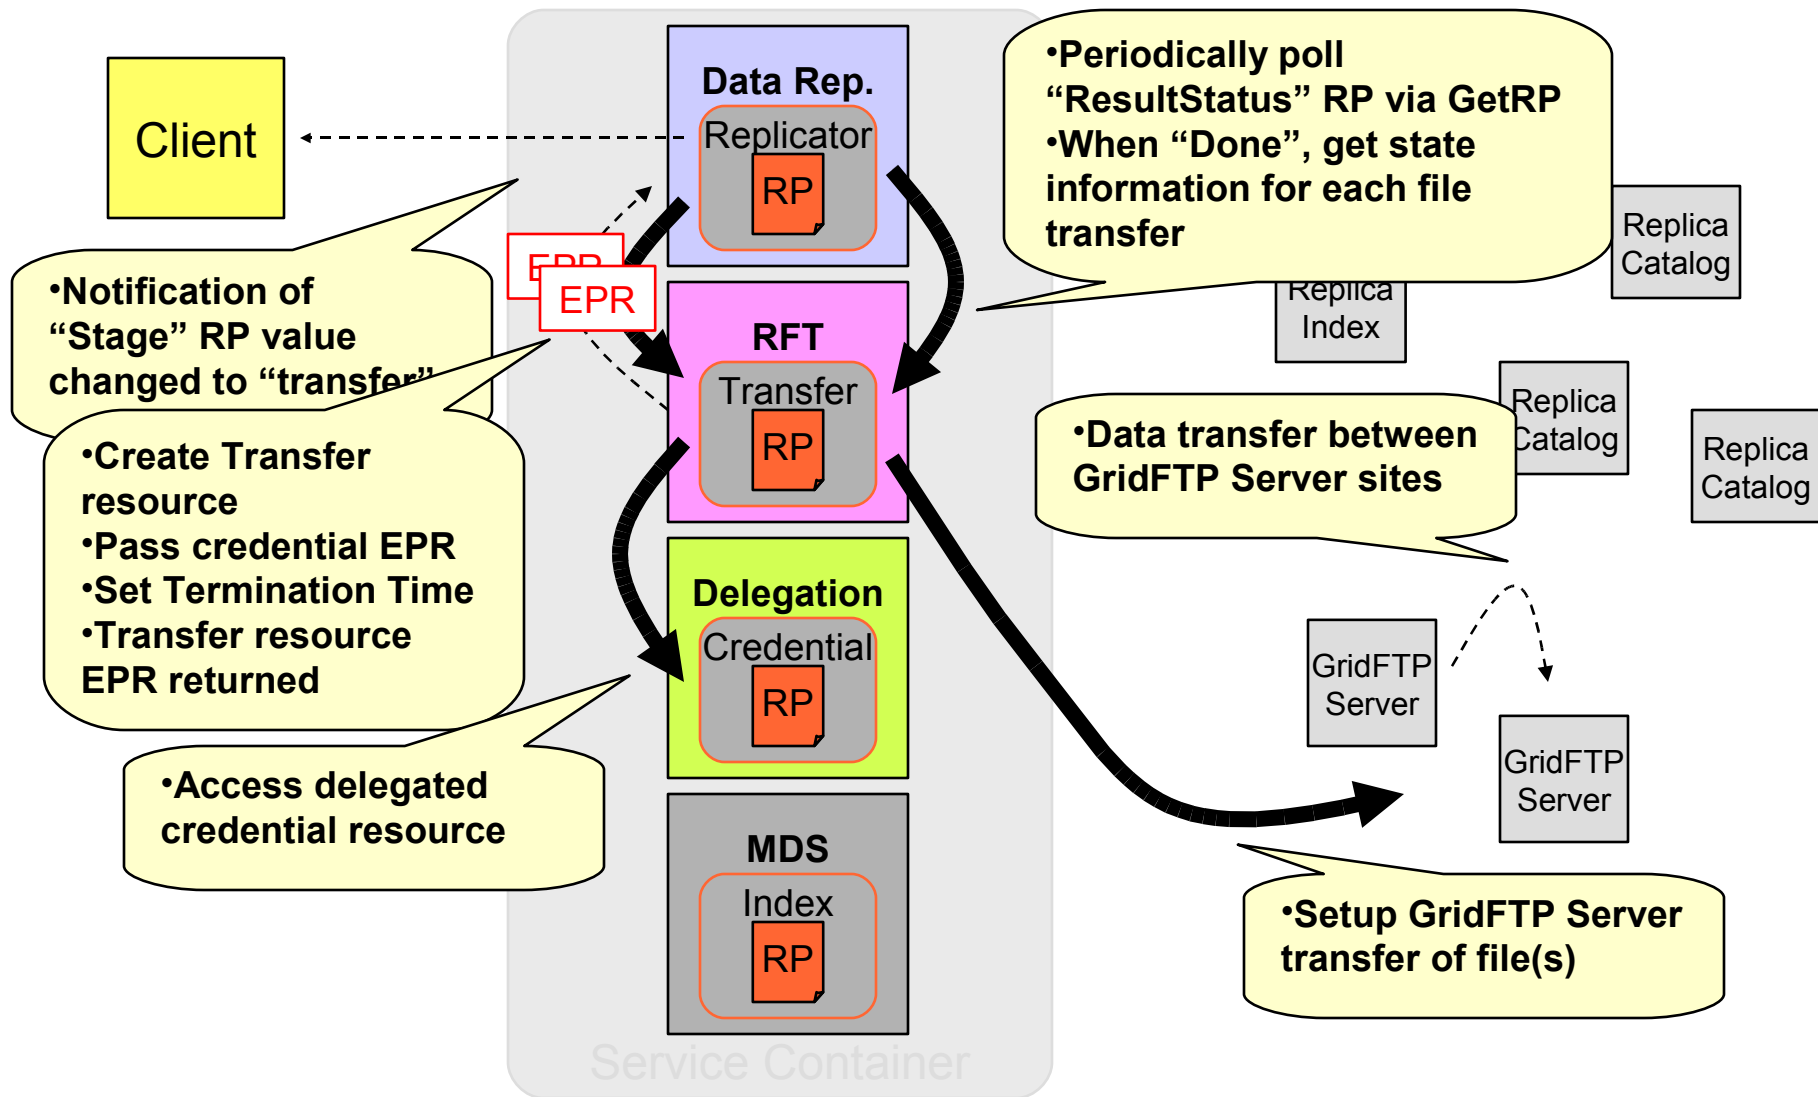 Client
Data Rep.
Replicator
RP
•Periodically poll
“ResultStatus” RP via GetRP
•When “Done”, get state
information for each file
transfer
Replica
Catalog
Replica
Index
•Notification of
“Stage” RP value
changed to “transfer”
EPR
EPR
RFT
Transfer
RP
Replica
Catalog
Replica
Catalog
•Data transfer between
GridFTP Server sites
•Create Transfer
resource
•Pass credential EPR
•Set Termination Time
•Transfer resource
EPR returned
Delegation
Credential
RP
GridFTP
Server
GridFTP
Server
•Access delegated
credential resource
MDS
Index
RP
•Setup GridFTP Server
transfer of file(s)
Service Container